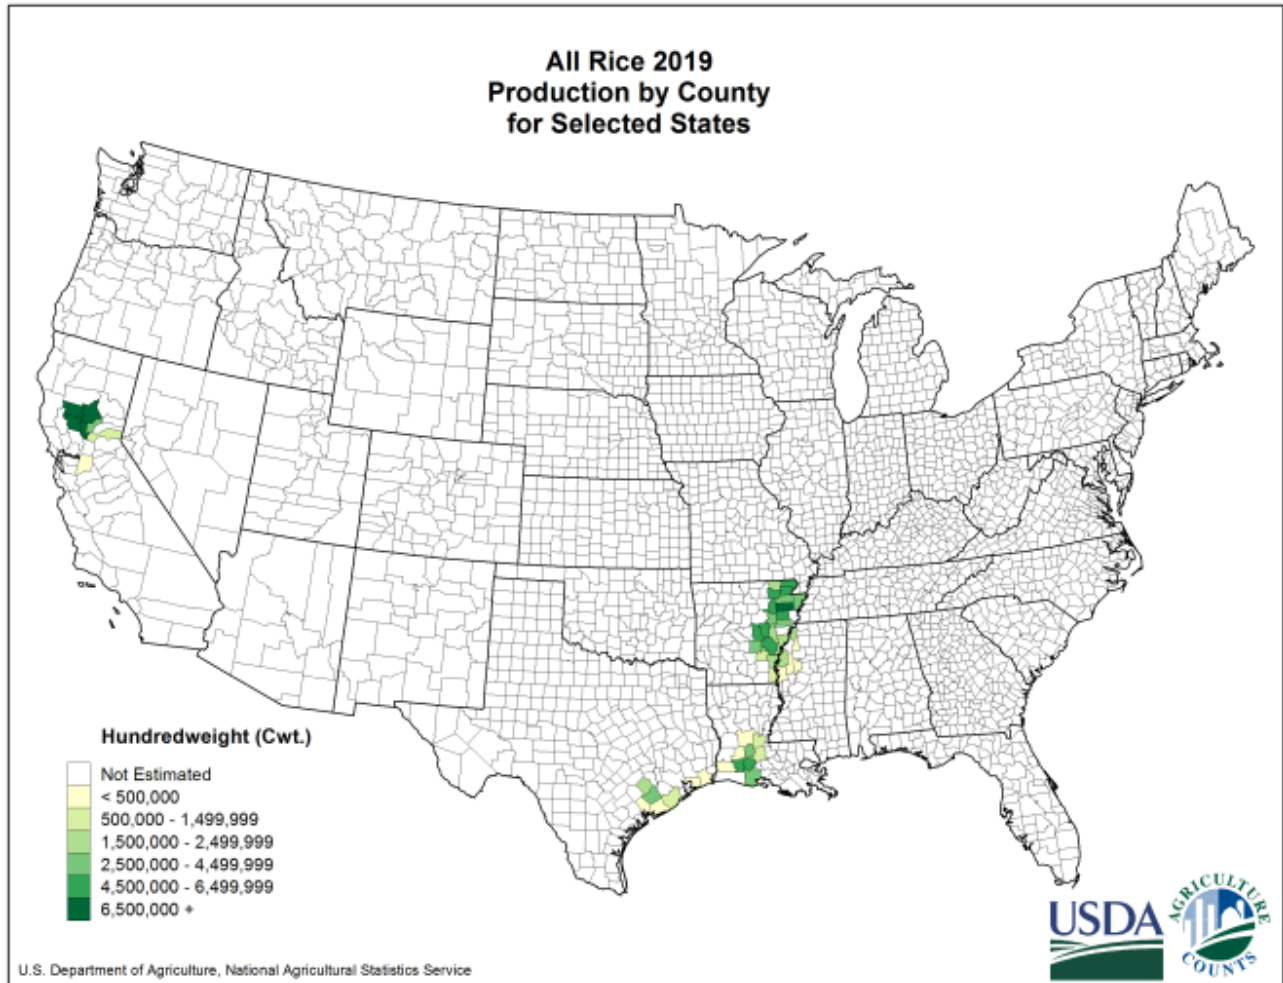 All Rice 2019
Production by County
for Selected States
Hundredweight (Cwt.)
Not Estimated
< 500,000
500,000 - 1,499,999
1,500,000 - 2,499,999
2,500,000 - 4,499,999
4,500,000 - 6,499,999
6,500,000 +
U.S. Department of Agriculture, National Agricultural Statistics Service
USDA
AGRICULTURE
COUNTS